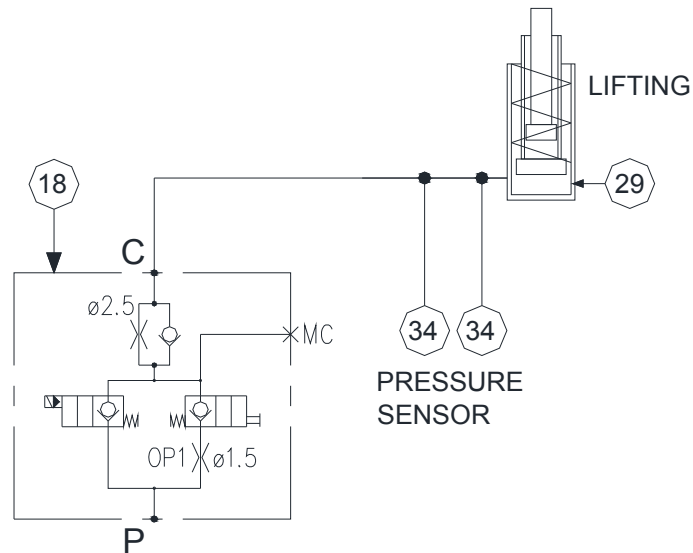 LIFTING
18
29
C
ø2.5
34
34
MC
PRESSURE
SENSOR
OP1
ø1.5
P